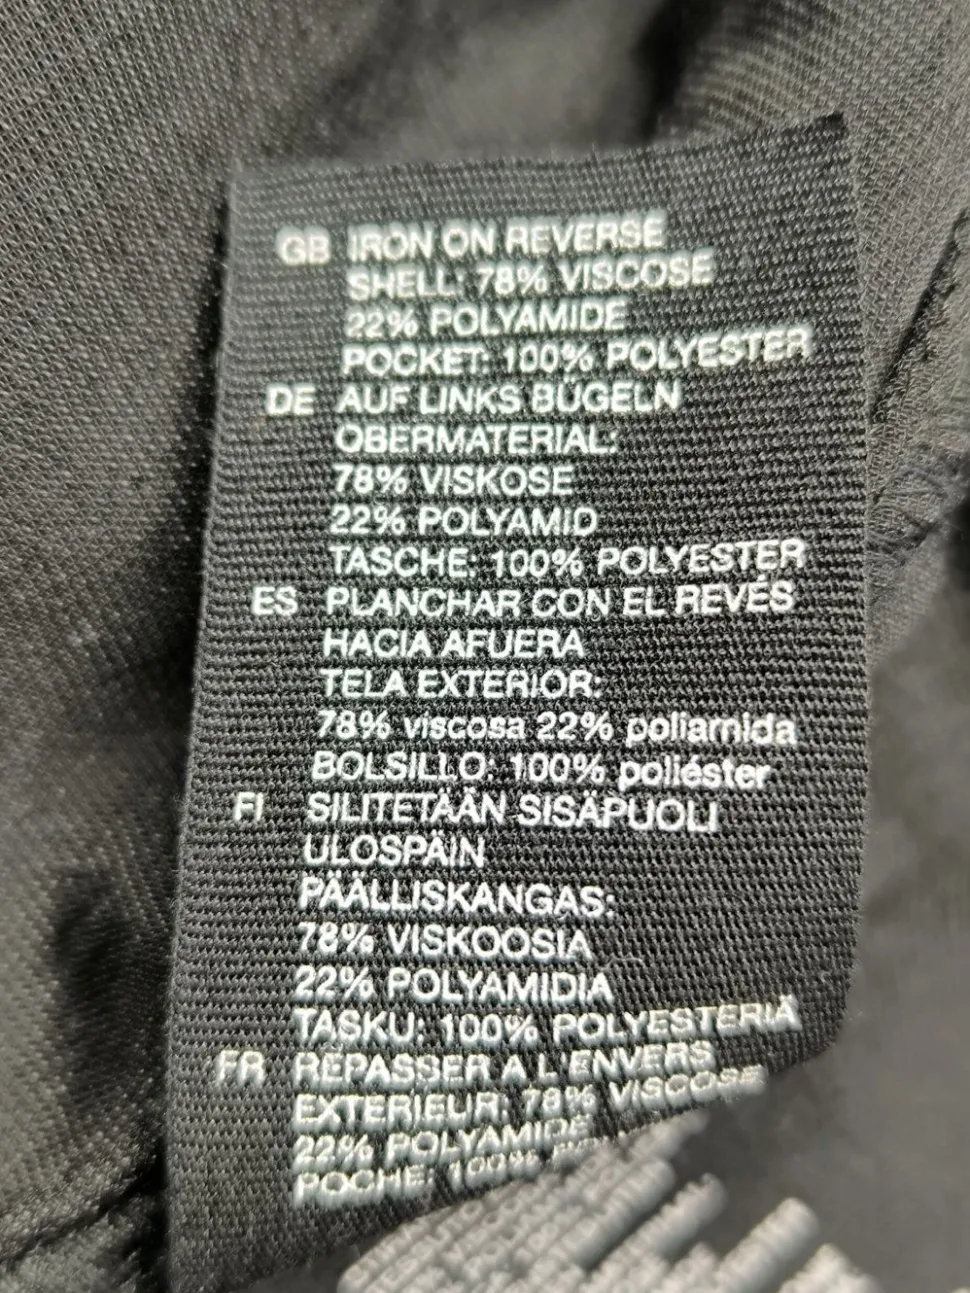 GB IRON ON REVERSE
SHELL: 78% VISCOSE
22% POLYAMIDE
POCKET: 100% POLYESTER
DE AUF LINKS BÜGELN
OBERMATERIAL:
78% VISKOSE
22% POLYAMID
TASCHE: 100% POLYESTER
ES PLANCHAR CON EL REVÉS
HACIA AFUERA
TELA EXTERIOR:
78% viscosa 22% poliamida
BOLSILLO: 100% poliéster
FI SILITETÄÄN SISÄPUOLI
ULOSPÄIN
PÄÄLLISKANGAS:
78% VISKOOSIA
22% POLYAMIDIA
TASKU: 100% POLYESTERIÄ
FR REPASSER A L ENVERS
EXTERIEUR: 78% VISCOSE
22% POLYAMIDE
POCHE: 100%